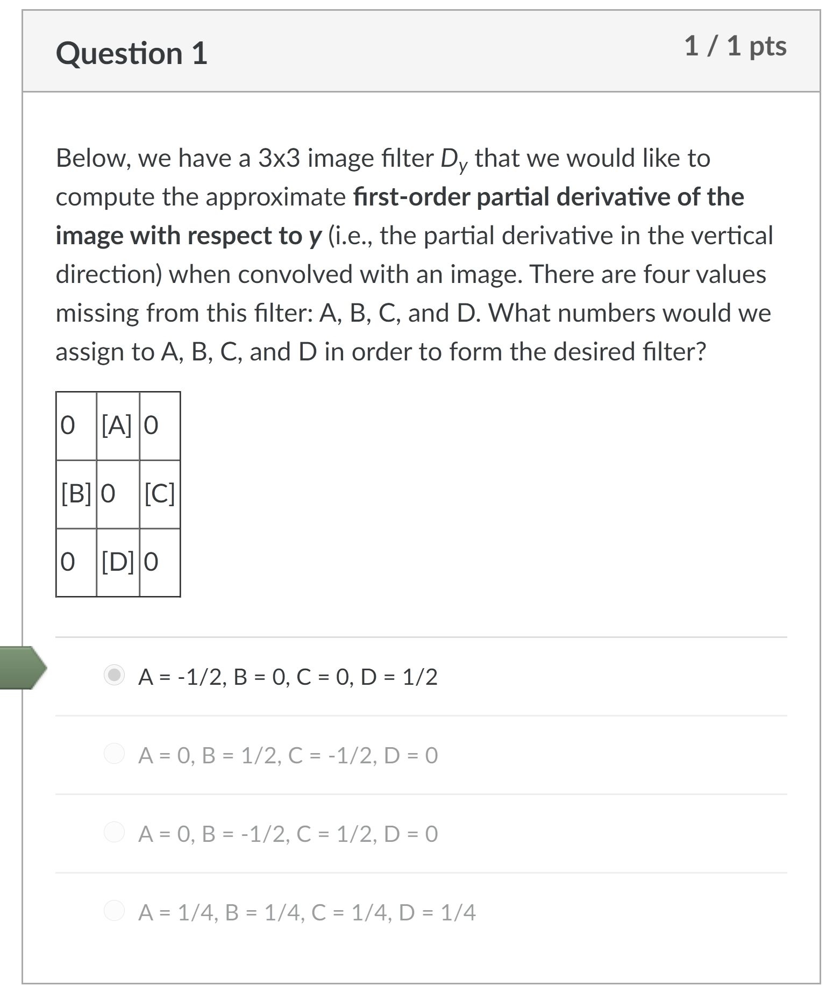 Question 1
1 / 1 pts
Below, we have a 3x3 image filter Dy that we would like to
compute the approximate first-order partial derivative of the
image with respect to y (i.e., the partial derivative in the vertical
direction) when convolved with an image. There are four values
missing from this filter: A, B, C, and D. What numbers would we
assign to A, B, C, and D in order to form the desired filter?
0 [A] 0
[B] 0 [C]
0 [D] 0
A = -1/2, B = 0, C = 0, D = 1/2
A = 0, B = 1/2, C = -1/2, D = 0
A = 0, B = -1/2, C = 1/2, D = 0
A = 1/4, B = 1/4, C = 1/4, D = 1/4